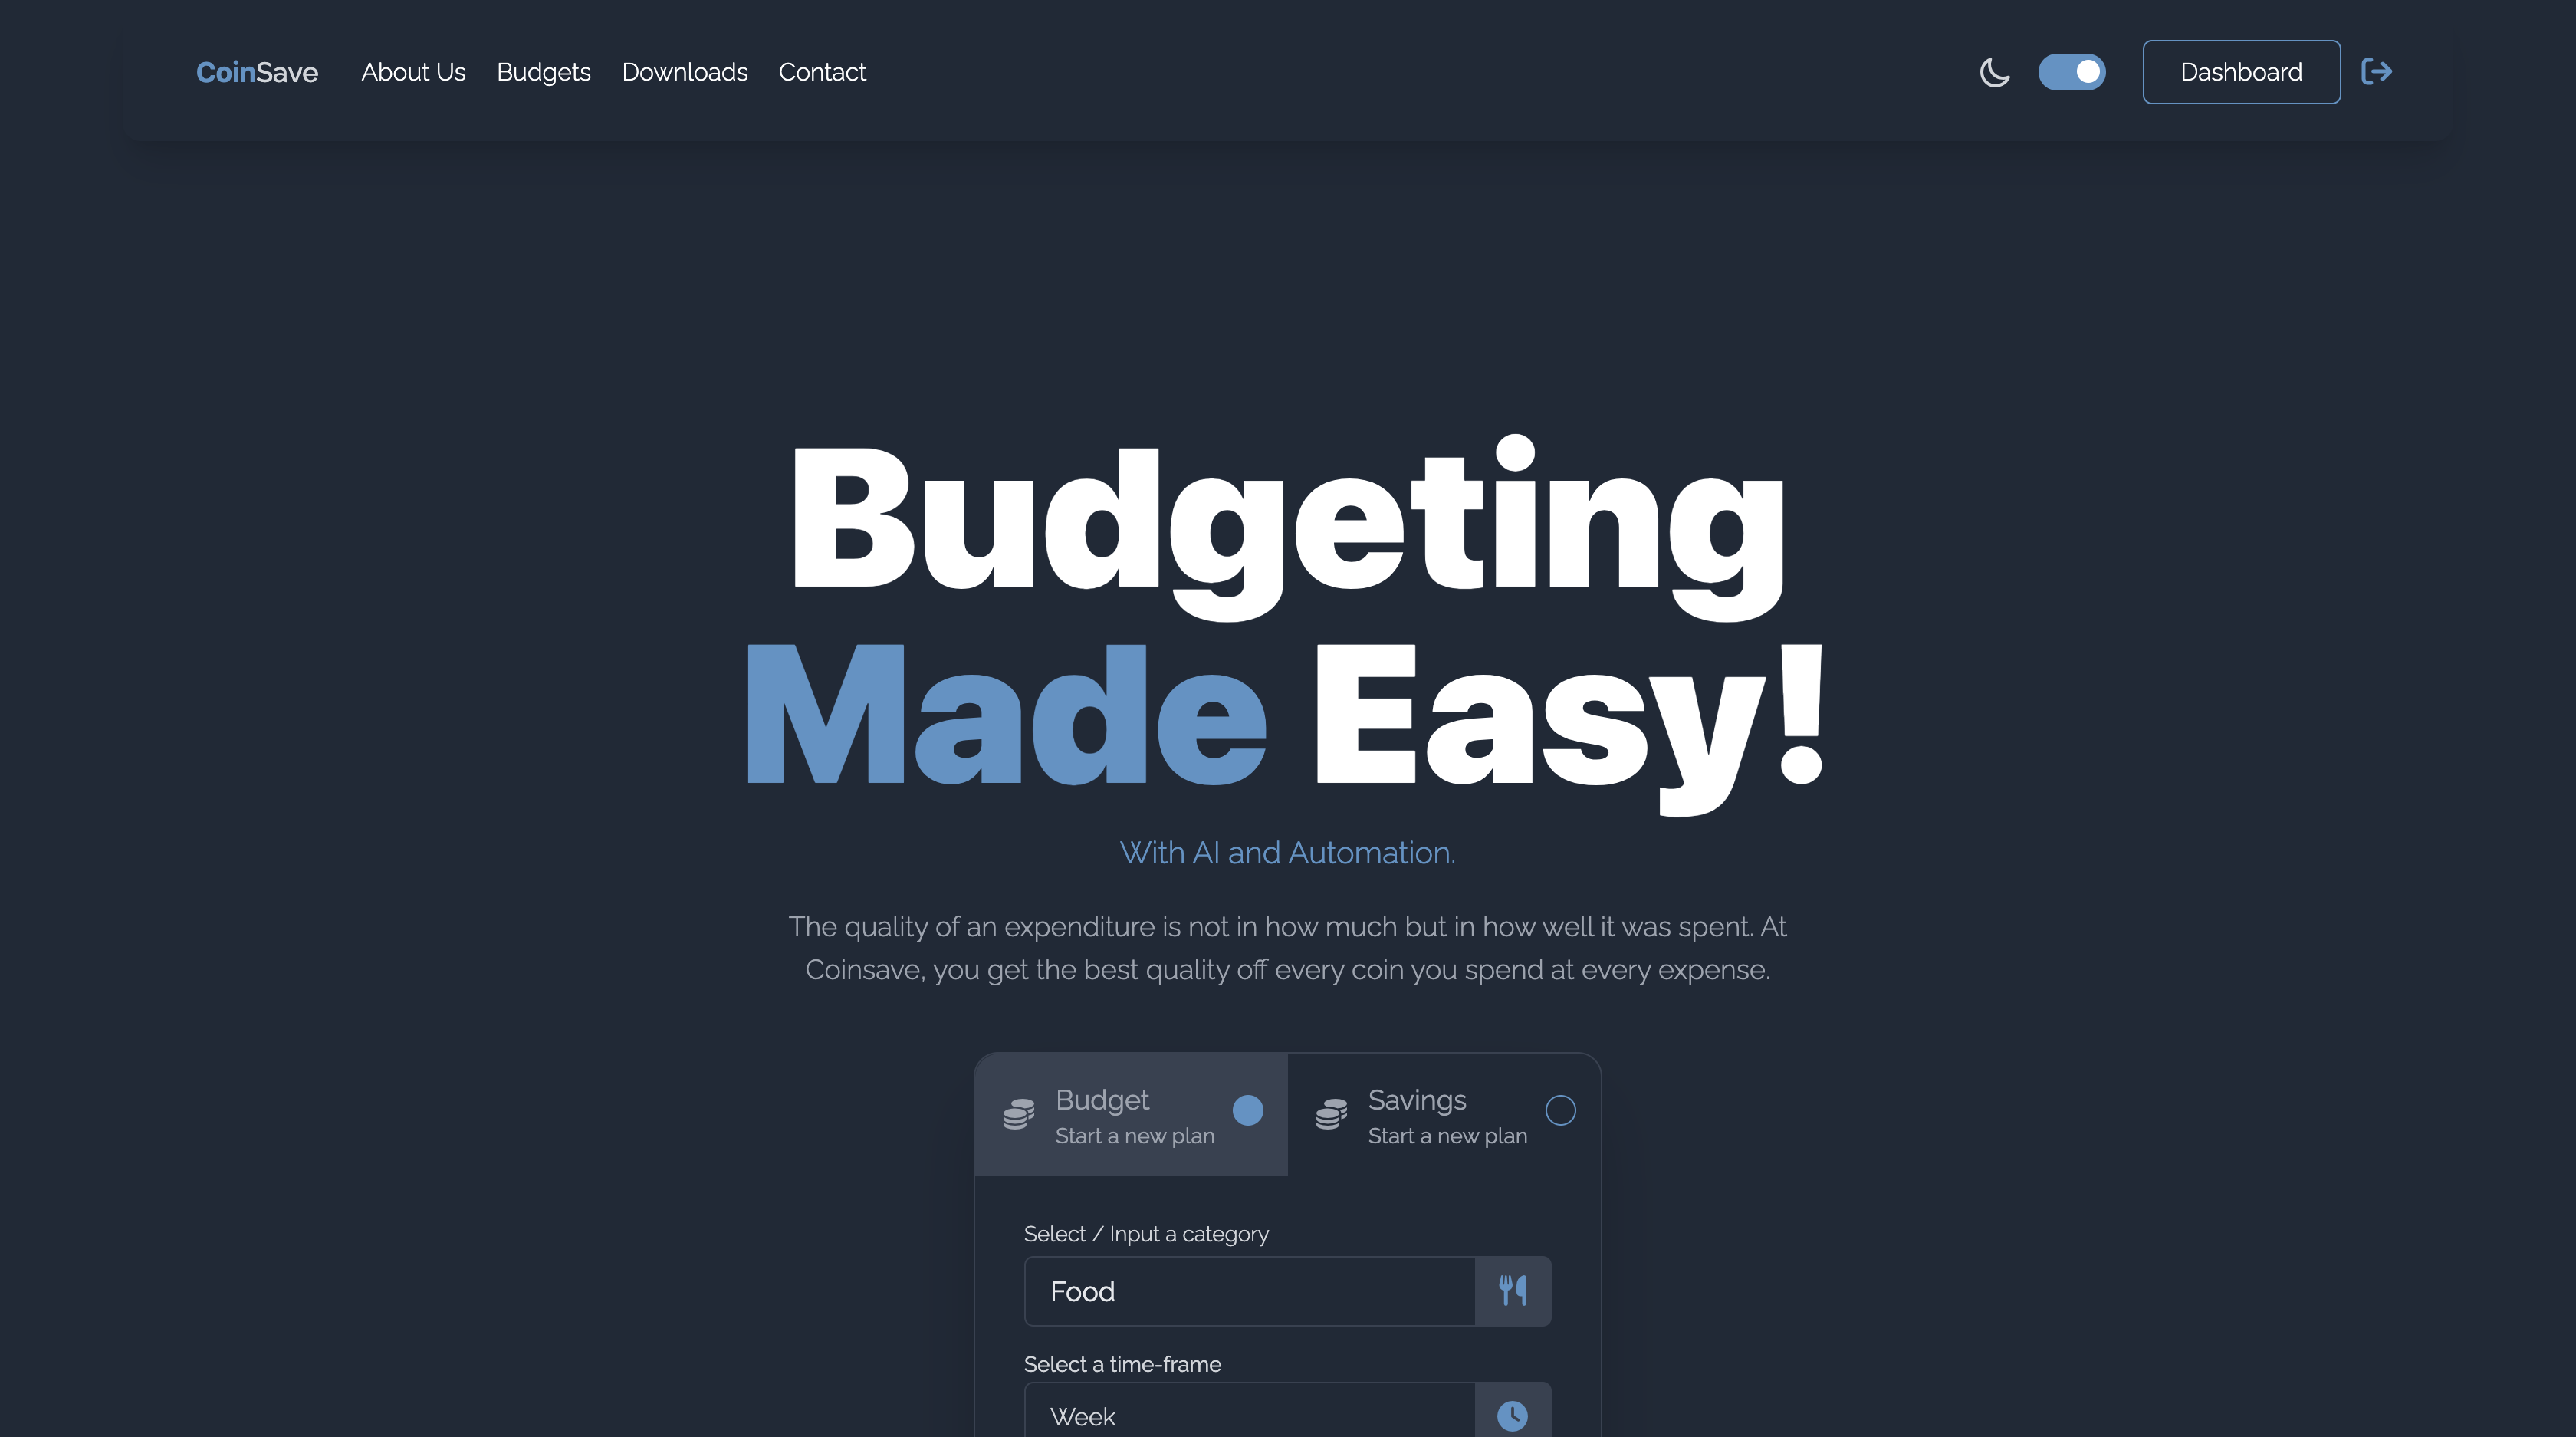 CoinSave About Us Budgets Downloads Contact Dashboard
Budgeting
Made Easy!
With AI and Automation.
The quality of an expenditure is not in how much but in how well it was spent. At
Coinsave, you get the best quality off every coin you spend at every expense.
Budget
Start a new plan
Savings
Start a new plan
Select / Input a category
Food
Select a time-frame
Week